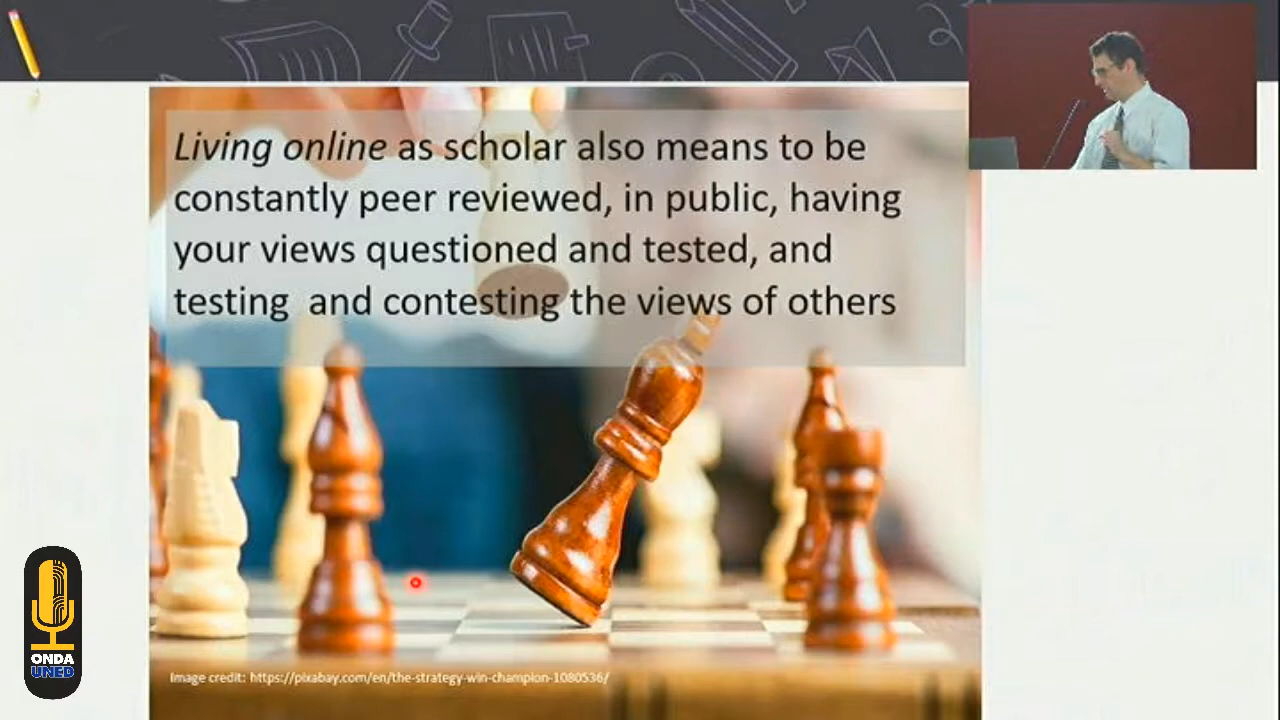 Living online as scholar also means to be
constantly peer reviewed, in public, having
your views questioned and tested, and
testing and contesting the views of others
ONDA
UNED
Image credit: https://pixabay.com/en/the-strategy-win-champion-1080536/